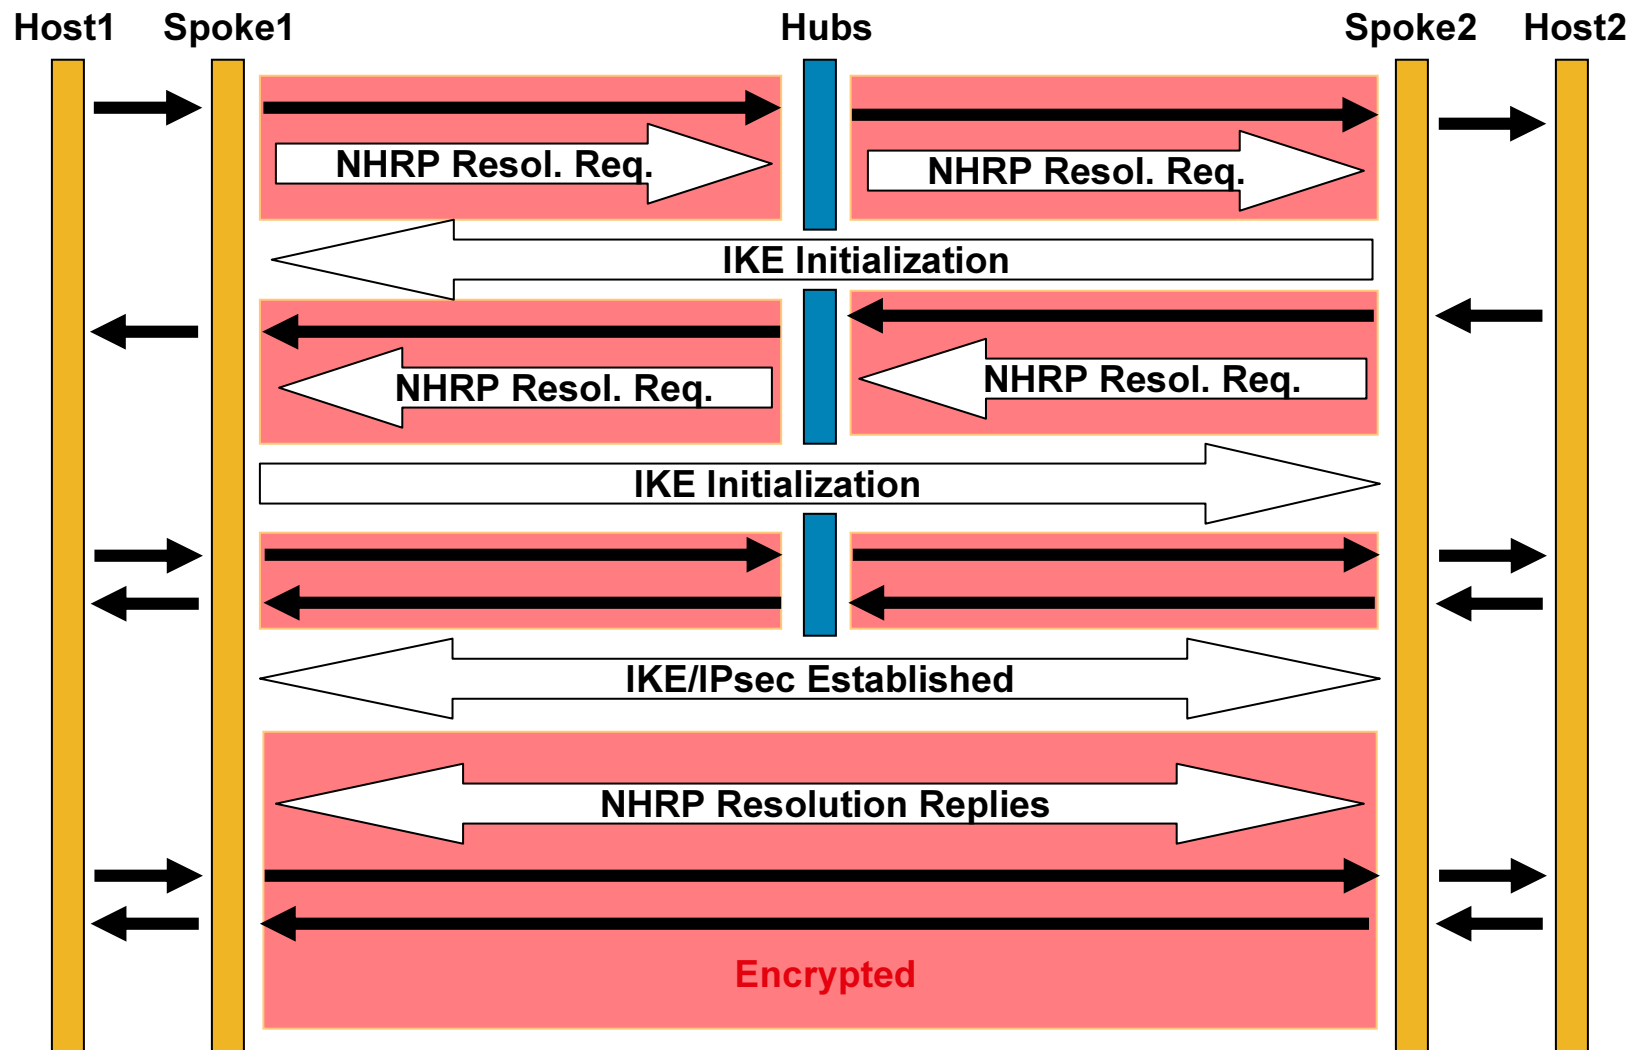 Host1 Spoke1 Hubs Spoke2 Host2
NHRP Resol. Req. NHRP Resol. Req.
IKE Initialization
NHRP Resol. Req. NHRP Resol. Req.
IKE Initialization
IKE/IPsec Established
NHRP Resolution Replies
Encrypted